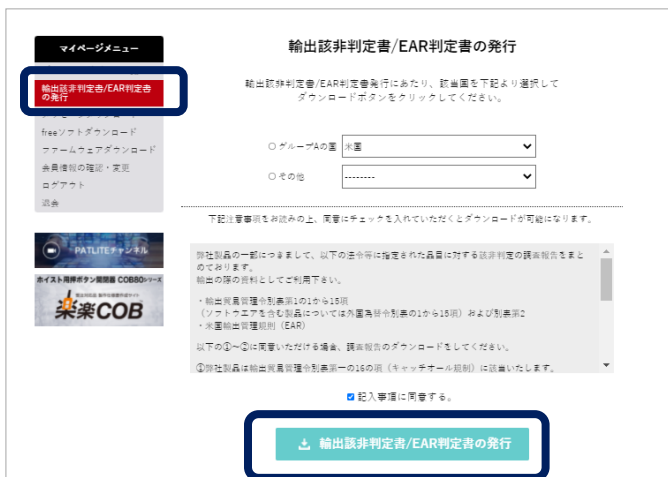 マイページメニュー
輸出該非判定書/EAR判定書
の発行
freeソフトダウンロード
ファームウェアダウンロード
会員情報の確認・変更
ログアウト
退会
PATLITEチャンネル
ホイスト用押ボタン開閉器 COB80シリーズ
楽楽COB
輸出該非判定書/EAR判定書の発行
輸出該非判定書/EAR判定書発行にあたり、該当国を下記より選択して
ダウンロードボタンをクリックしてください。
グループAの国 米国
その他 --------
下記注意事項をお読みの上、同意にチェックを入れていただくとダウンロードが可能になります。
弊社製品の一部につきまして、以下の法令等に指定された品目に対する該非判定の調査報告をまと
めております。
輸出の際の資料としてご利用下さい。
・輸出貿易管理令別表第1の1から15項
(ソフトウエアを含む製品については外国為替令別表の1から15項)および別表第2
・米国輸出管理規則(EAR)
以下の①~②に同意いただける場合、調査報告のダウンロードをしてください。
①弊社製品は輸出貿易管理令別表第一の16の項(キャッチオール規制)に該当いたします。
記入事項に同意する。
輸出該非判定書/EAR判定書の発行